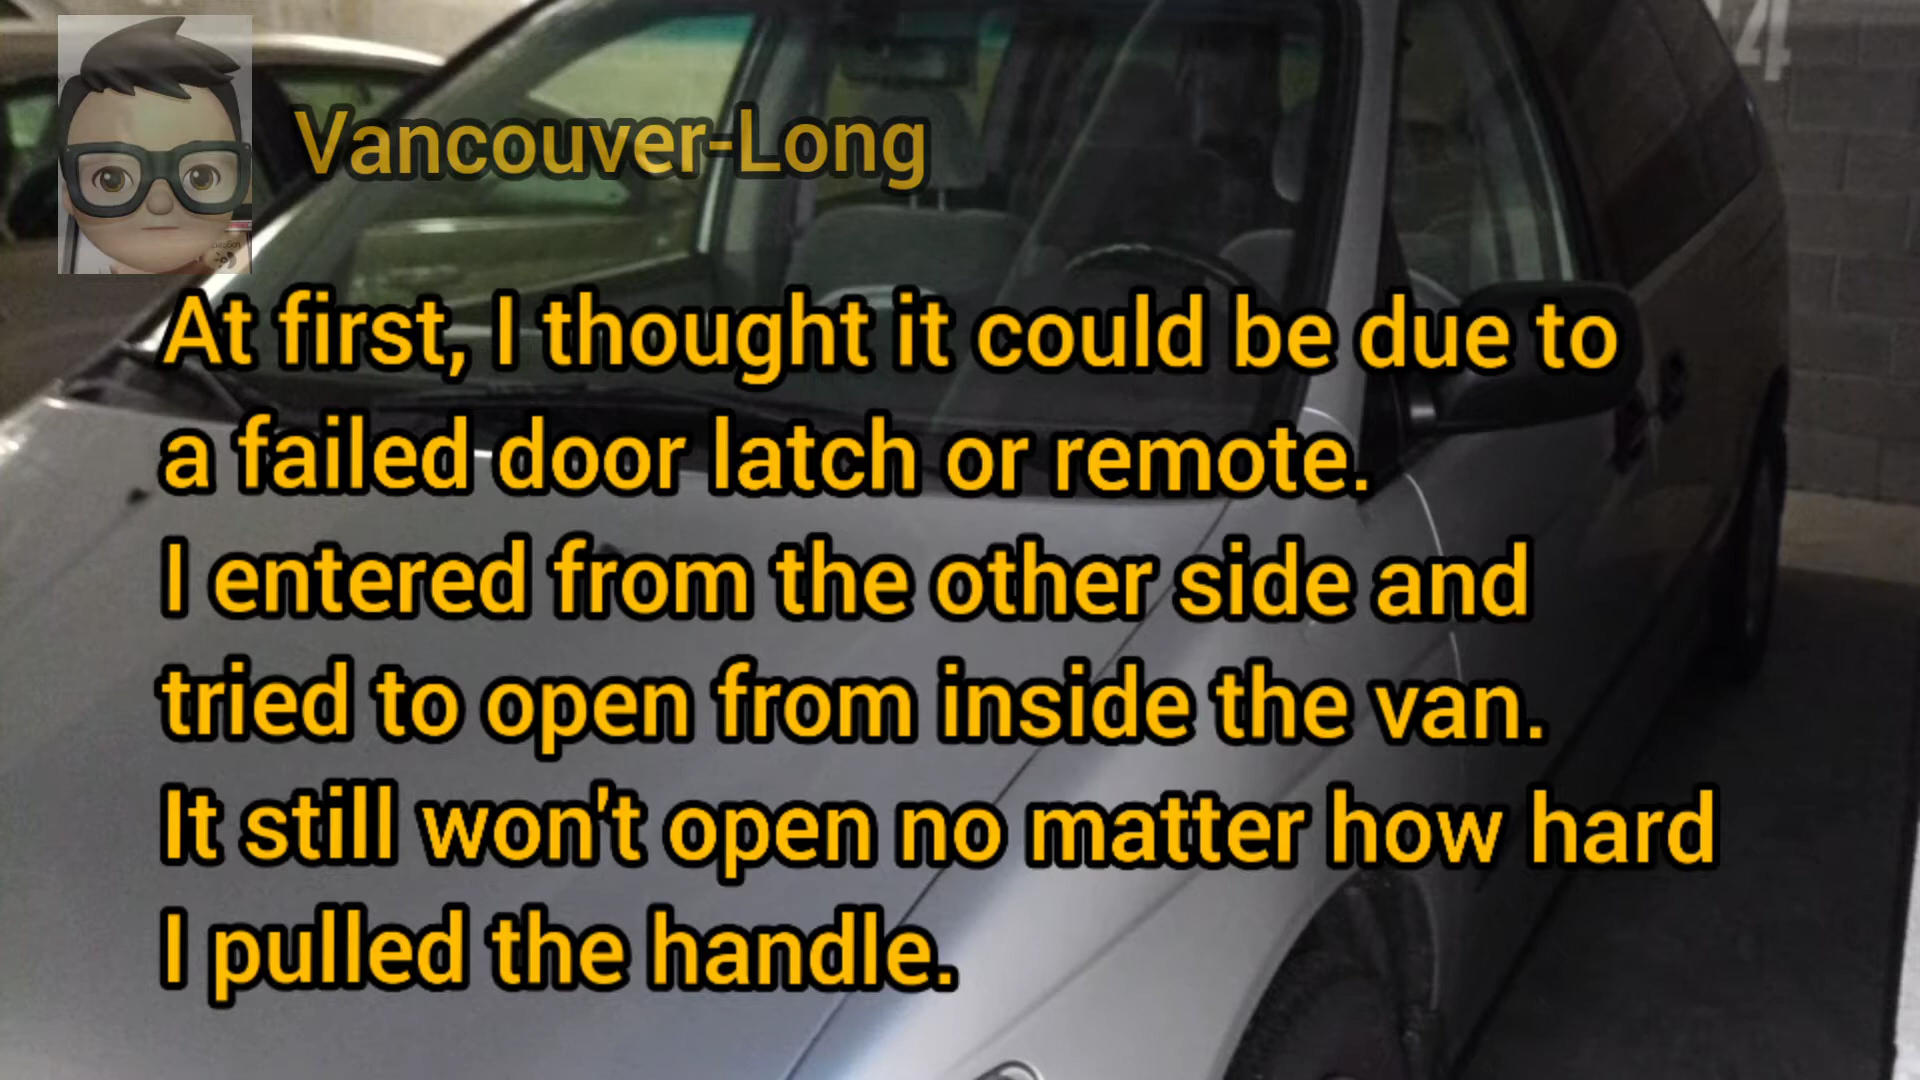 4
Vancouver-Long
At first, I thought it could be due to
a failed door latch or remote.
I entered from the other side and
tried to open from inside the van.
It still won't open no matter how hard
I pulled the handle.